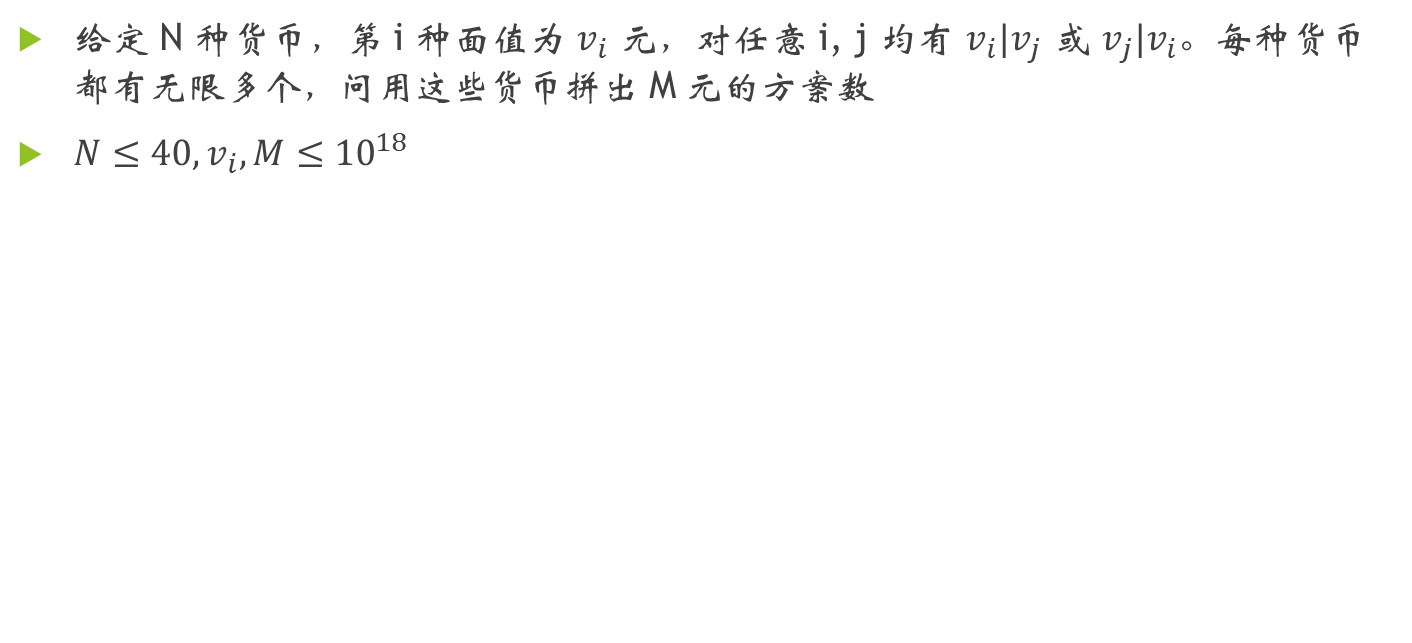 给定 N 种货币，第 i 种面值为 𝑣ᵢ 元，对任意 i, j 均有 𝑣ᵢ|𝑣ⱼ 或 𝑣ⱼ|𝑣ᵢ。每种货币
都有无限多个，问用这些货币拼出 M 元的方案数
𝑁 ≤ 40, 𝑣ᵢ, 𝑀 ≤ 10¹⁸